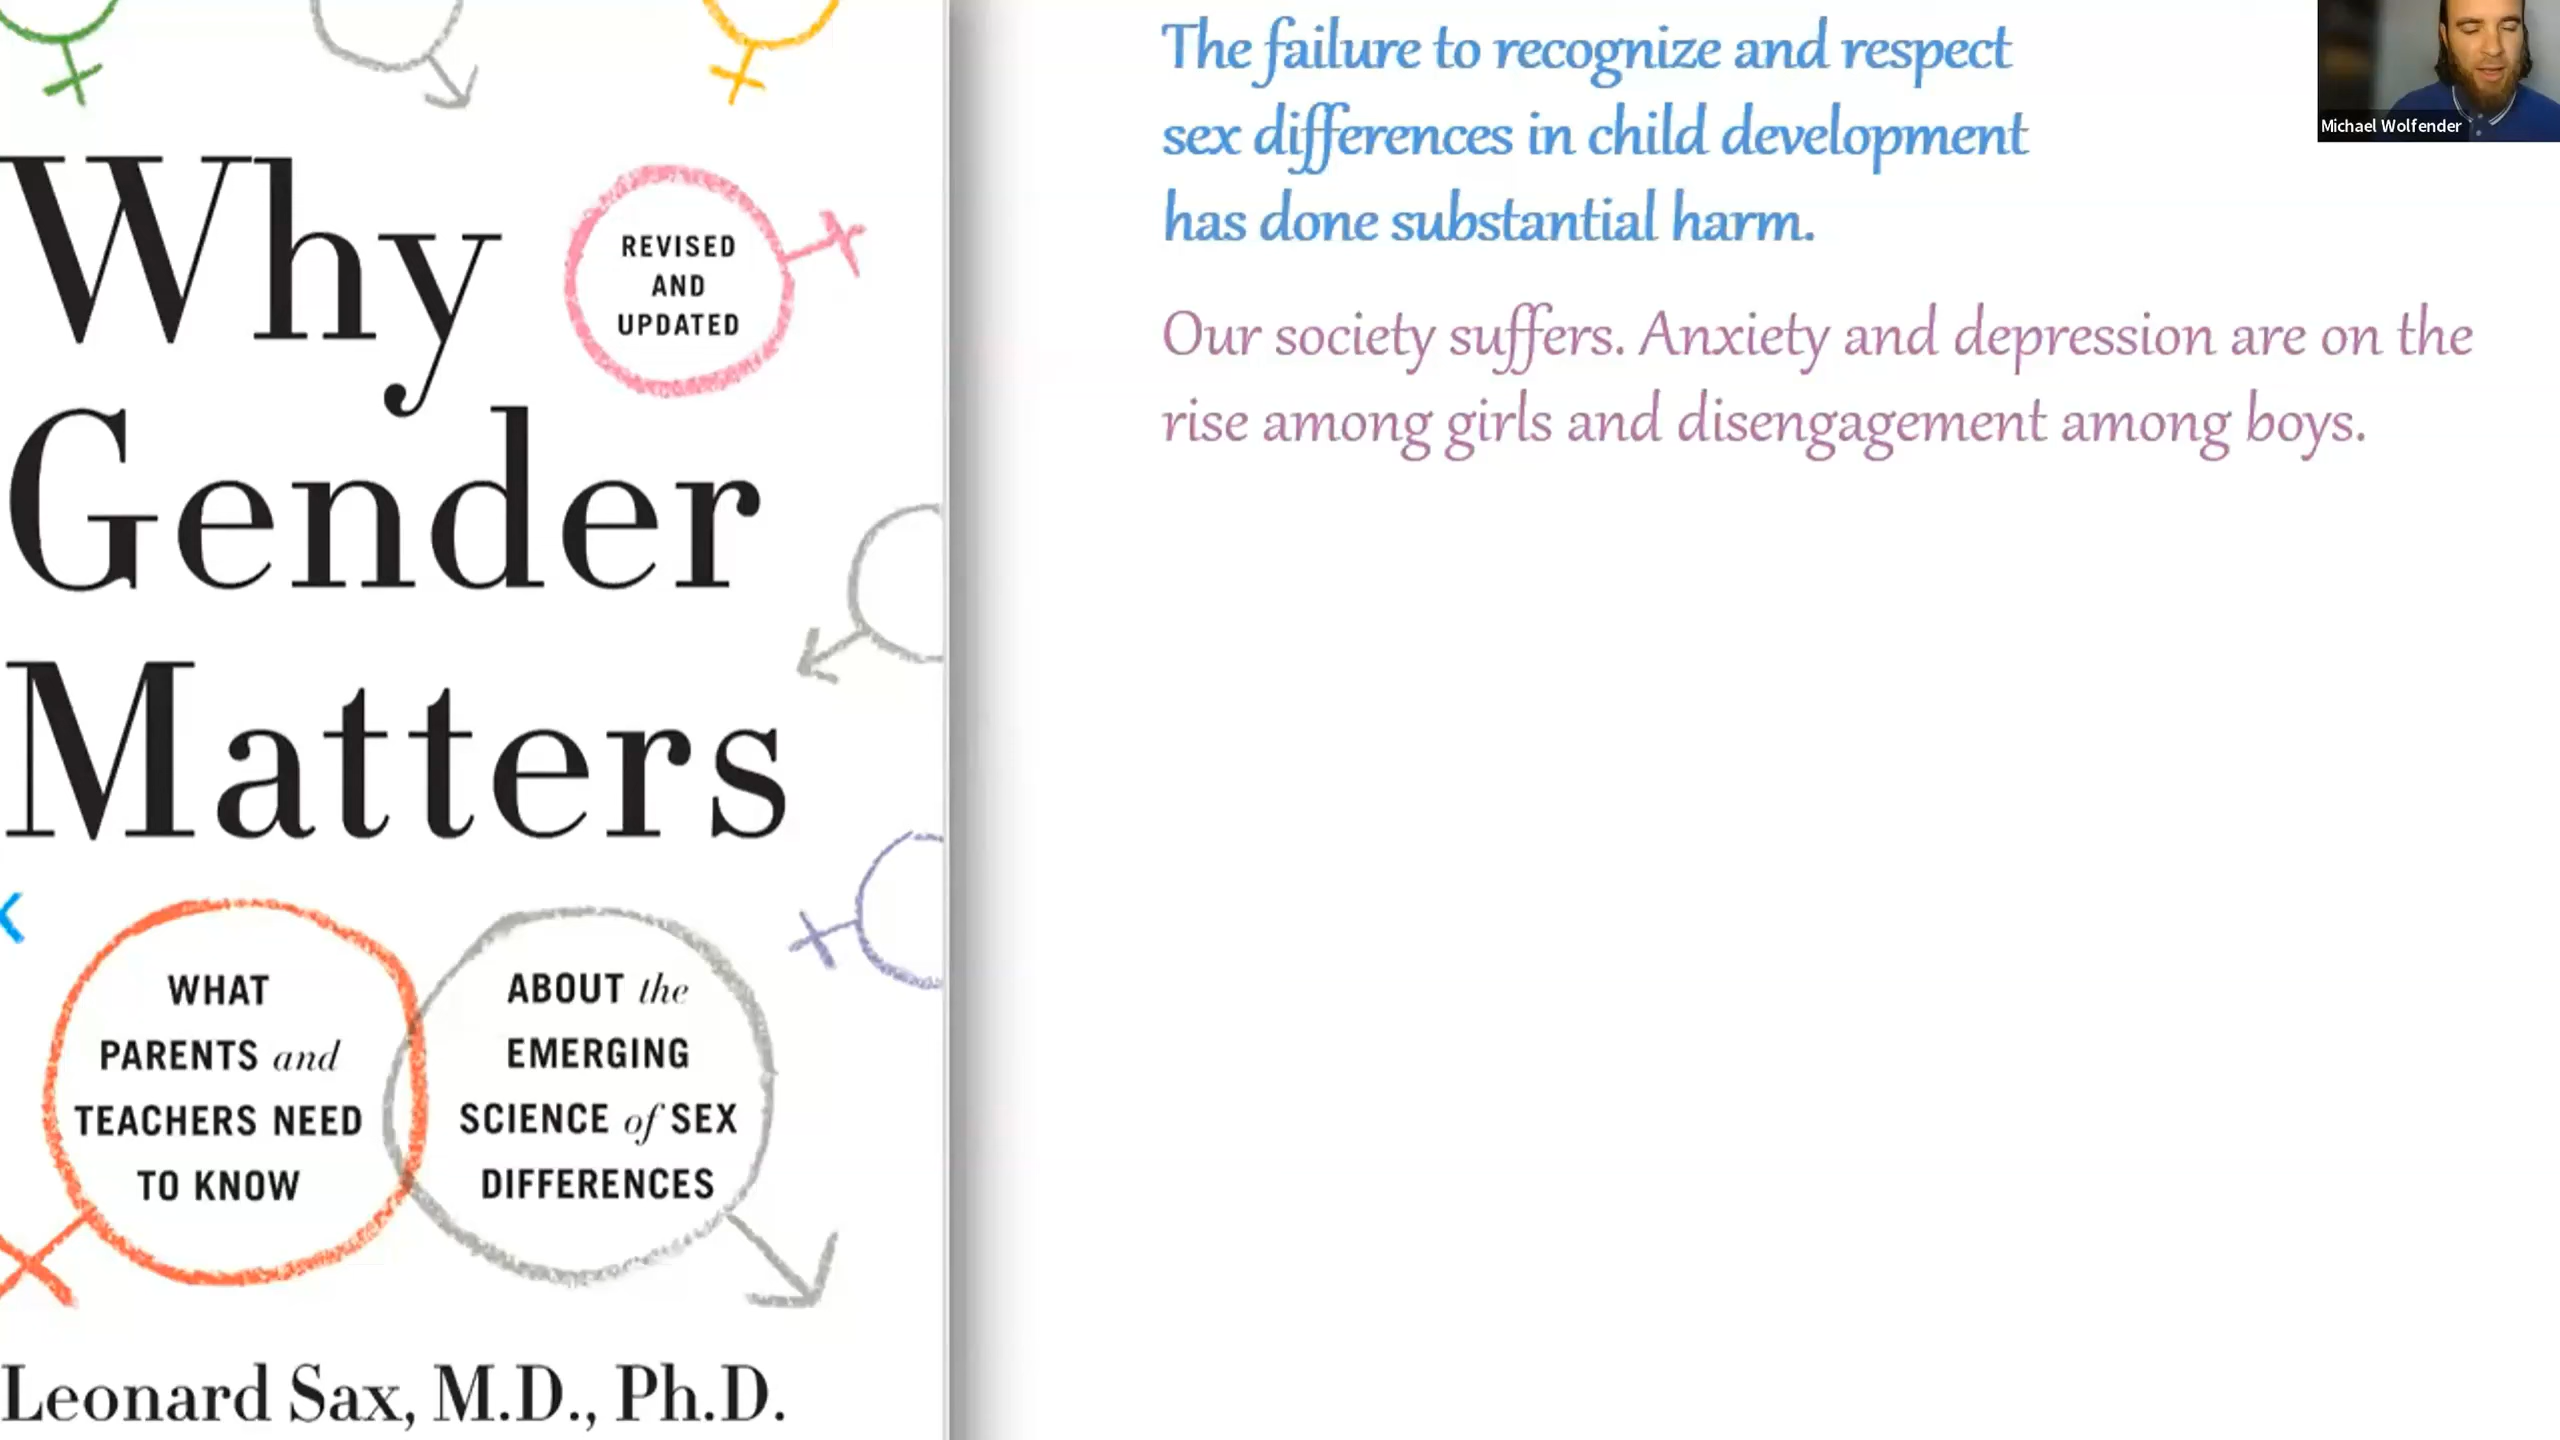 Why
REVISED
AND
UPDATED
Gender
Matters
WHAT
PARENTS and
TEACHERS NEED
TO KNOW
ABOUT the
EMERGING
SCIENCE of SEX
DIFFERENCES
Leonard Sax, M.D., Ph.D.
The failure to recognize and respect
sex differences in child development
has done substantial harm.
Our society suffers. Anxiety and depression are on the
rise among girls and disengagement among boys.
Michael Wolfender